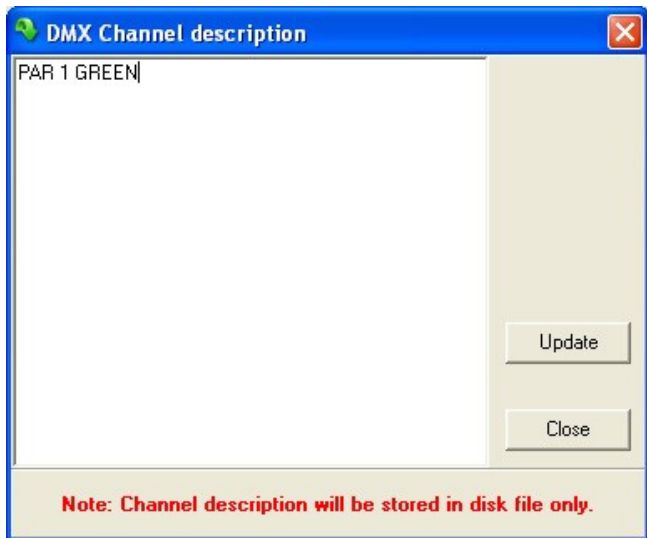 DMX Channel description
PAR 1 GREEN
Update
Close
Note: Channel description will be stored in disk file only.